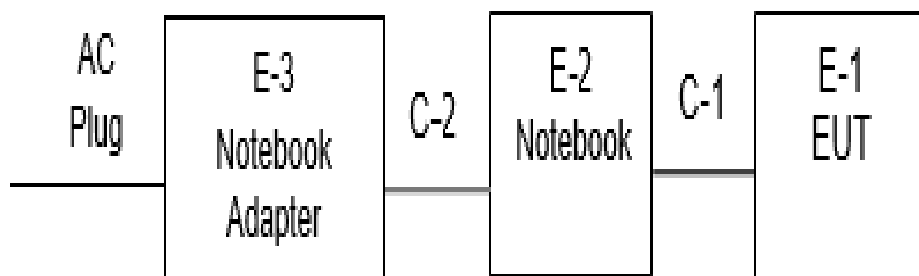 AC
Plug
E-3
Notebook
Adapter
C-2
E-2
Notebook
C-1
E-1
EUT